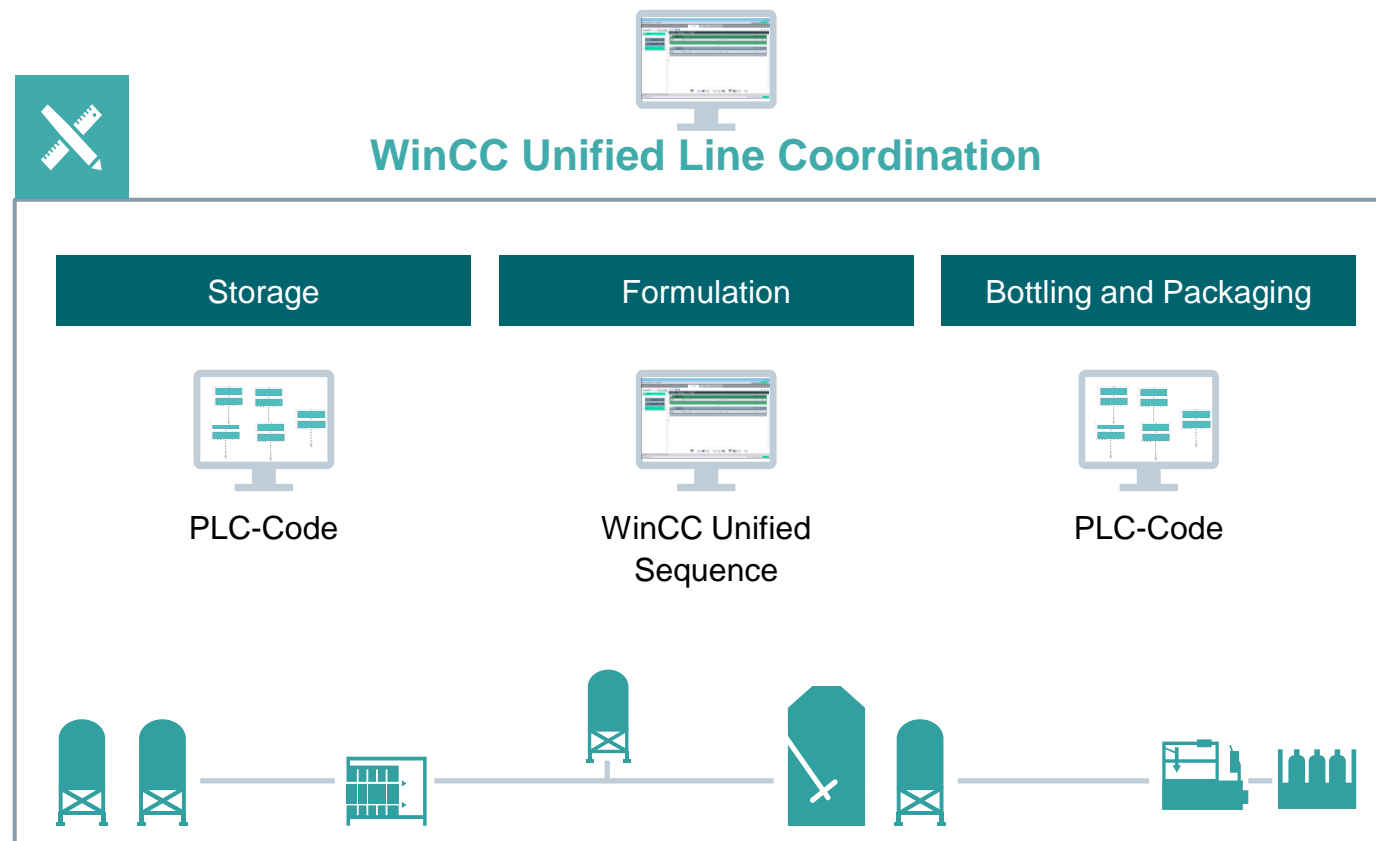 WinCC Unified Line Coordination
Storage
Formulation
Bottling and Packaging
PLC-Code
WinCC Unified
Sequence
PLC-Code